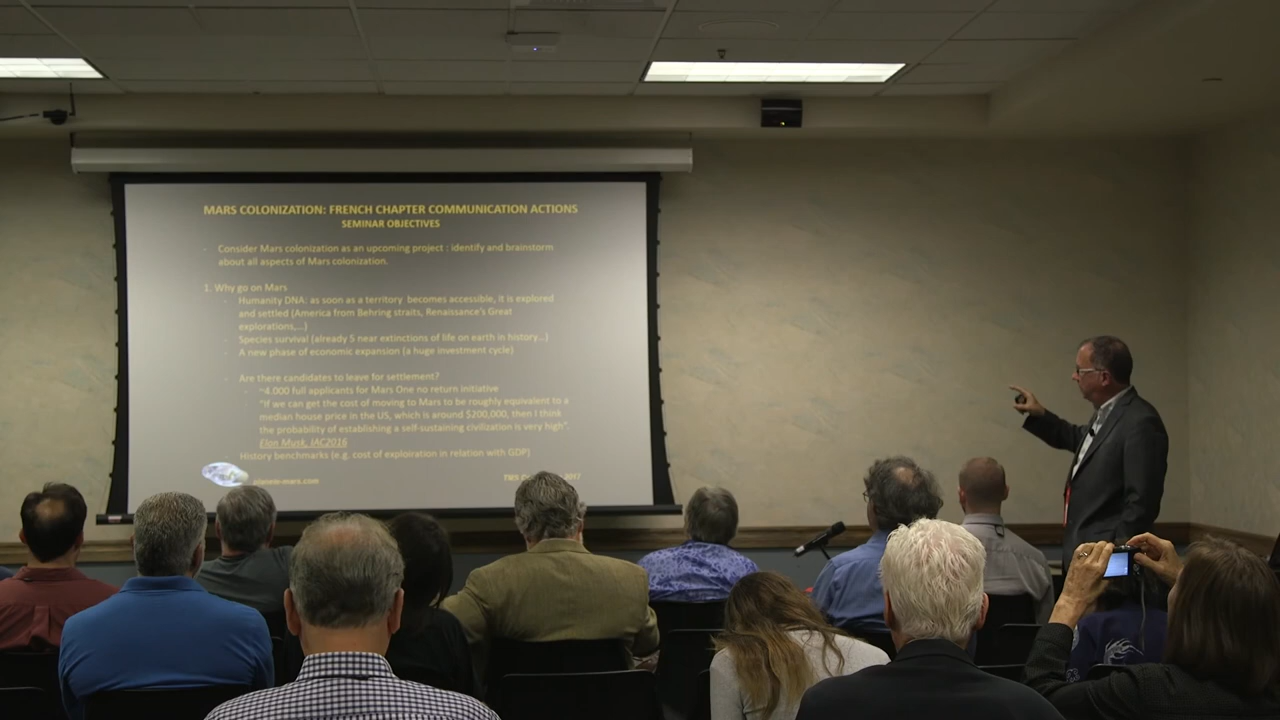 MARS COLONIZATION: FRENCH CHAPTER COMMUNICATION ACTIONS
SEMINAR OBJECTIVES
- Consider Mars colonization as an upcoming project : identify and brainstorm
about all aspects of Mars colonization.
1. Why go on Mars
- Humanity DNA: as soon as a territory becomes accessible, it is explored
and settled (America from Behring straits, Renaissance's Great
explorations,...)
- Species survival (already 5 near extinctions of life on earth in history...)
- A new phase of economic expansion (a huge investment cycle)
- Are there candidates to leave for settlement?
- ~4.000 full applicants for Mars One no return initiative
- "If we can get the cost of moving to Mars to be roughly equivalent to a
median house price in the US, which is around $200,000, then I think
the probability of establishing a self-sustaining civilization is very high".
Elon Musk, IAC2016
History benchmarks (e.g. cost of exploration in relation with GDP)
planete-mars.com
2017